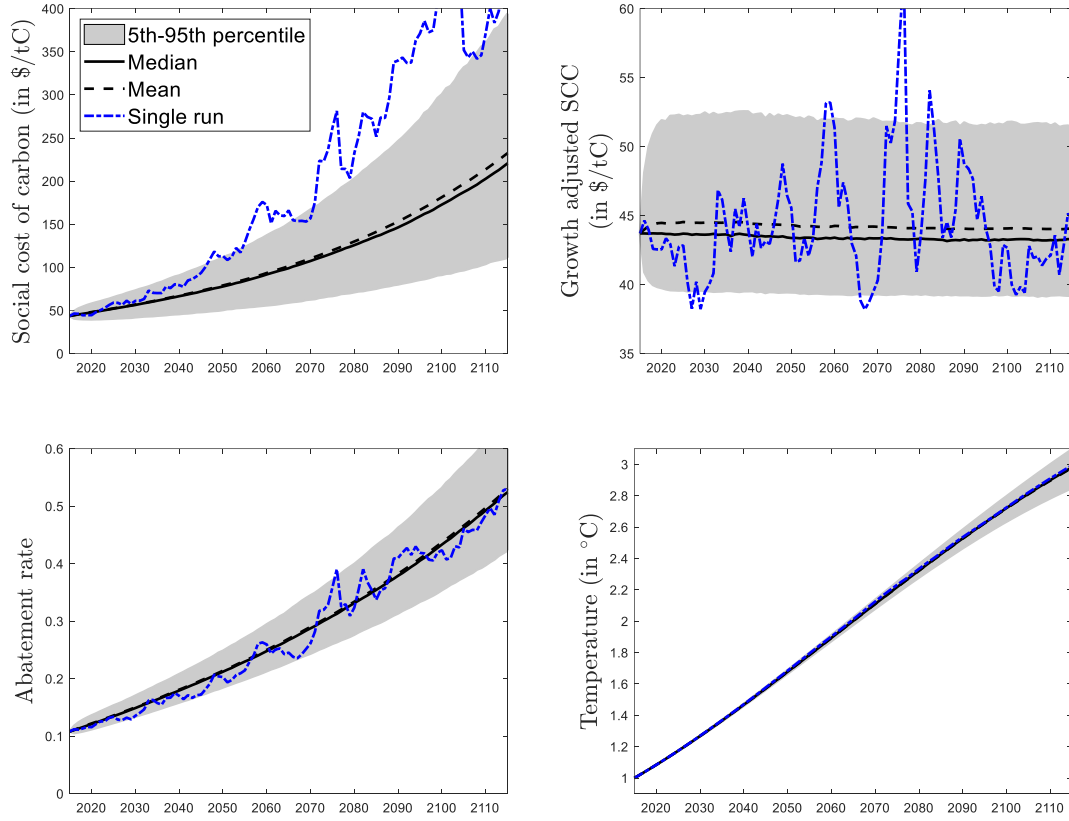 Social cost of carbon (in $/tC)
400
350
300
250
200
150
100
50
0
5th-95th percentile
Median
Mean
Single run
2020 2030 2040 2050 2060 2070 2080 2090 2100 2110
Growth adjusted SCC
(in $/tC)
60
55
50
45
40
35
2020 2030 2040 2050 2060 2070 2080 2090 2100 2110
Abatement rate
0.6
0.5
0.4
0.3
0.2
0.1
0
2020 2030 2040 2050 2060 2070 2080 2090 2100 2110
Temperature (in °C)
3
2.8
2.6
2.4
2.2
2
1.8
1.6
1.4
1.2
1
2020 2030 2040 2050 2060 2070 2080 2090 2100 2110